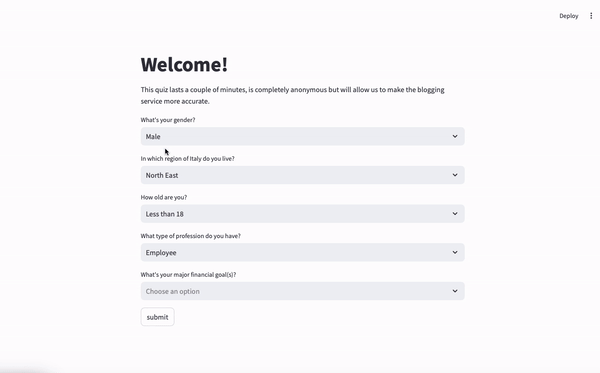 Deploy
Welcome!
This quiz lasts a couple of minutes, is completely anonymous but will allow us to make the blogging
service more accurate.
What's your gender?
Male
In which region of Italy do you live?
North East
How old are you?
Less than 18
What type of profession do you have?
Employee
What's your major financial goal(s)?
Choose an option
submit